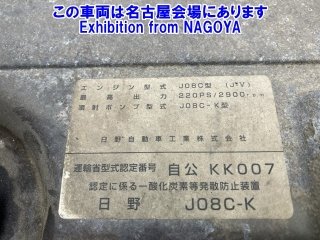 この車両は名古屋会場にあります
Exhibition from NAGOYA
エンジン型式 J08C型 (J-V)
最高出力 220PS/2900rpm
噴射ポンプ型式 J08C-K型
日野自動車工業株式会社
運輸省型式認定番号 自公 KK007
認定に係る一酸化炭素等発散防止装置
日野 J08C-K